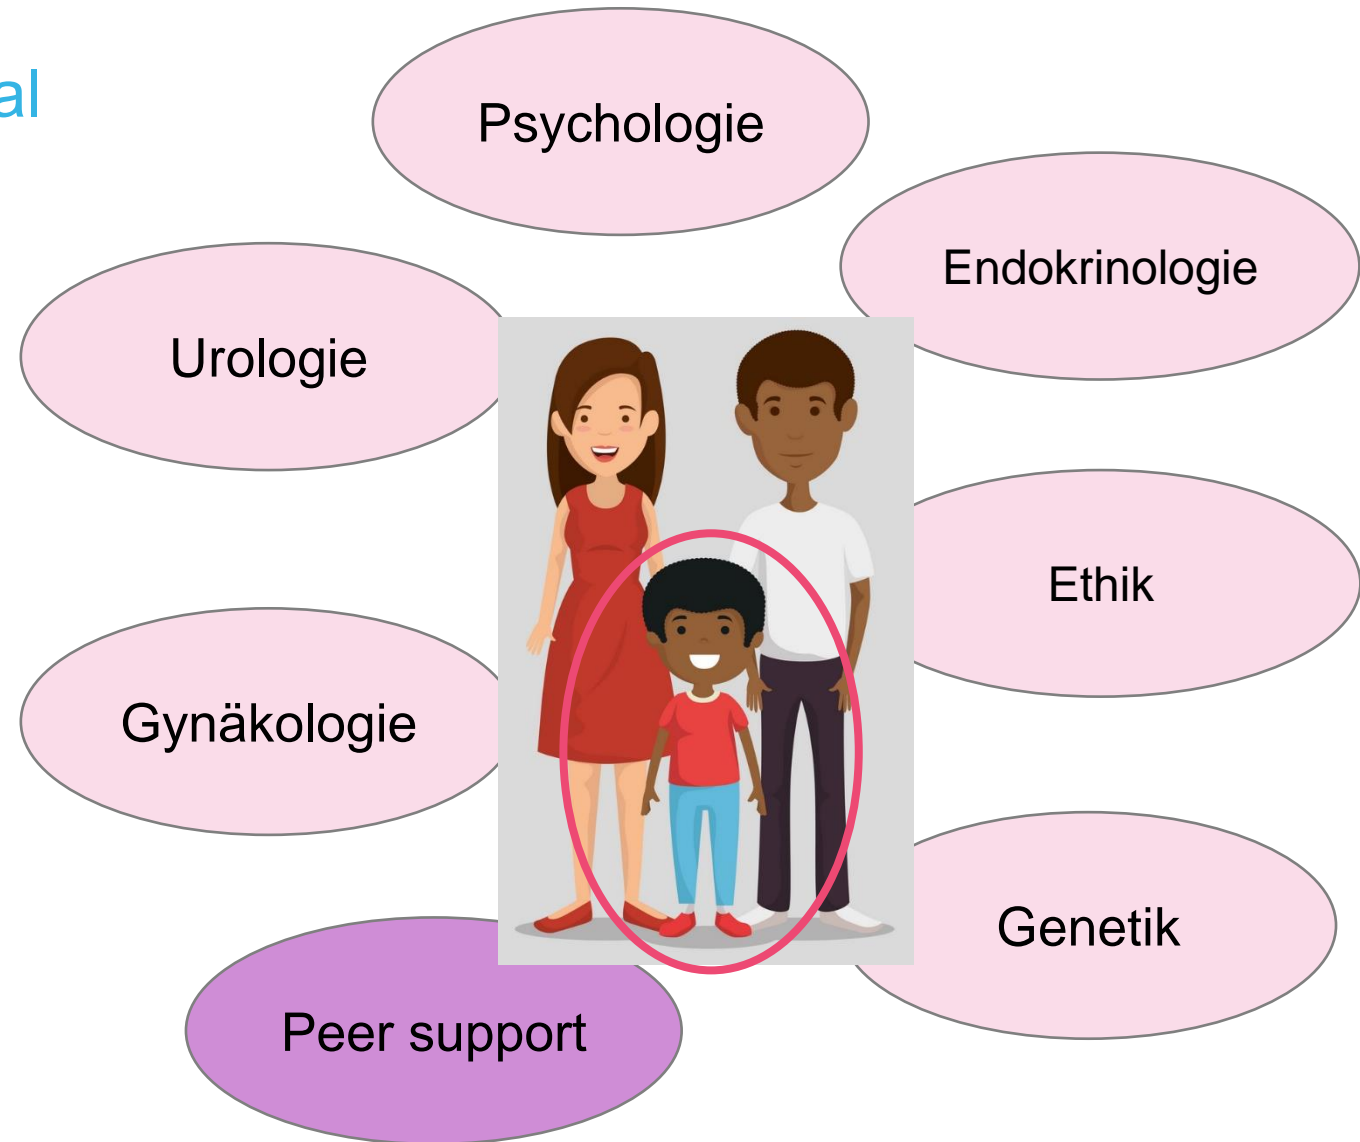 al
Psychologie
Endokrinologie
Urologie
Ethik
Gynäkologie
Genetik
Peer support